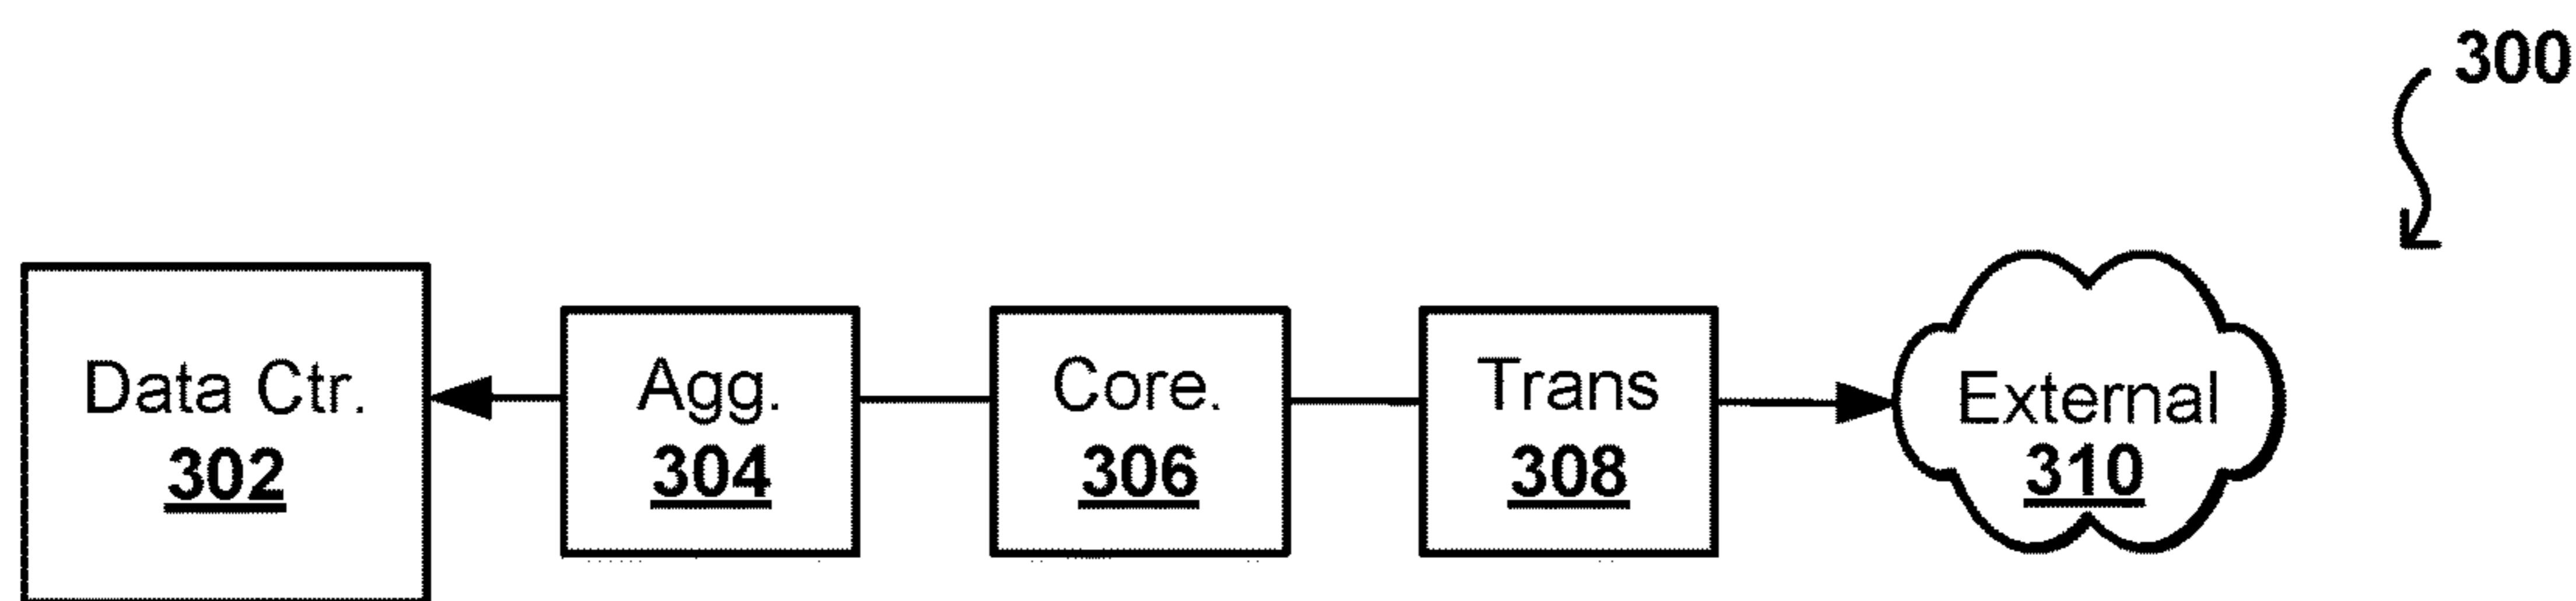 300
Data Ctr.
302
Agg.
304
Core.
306
Trans
308
External
310